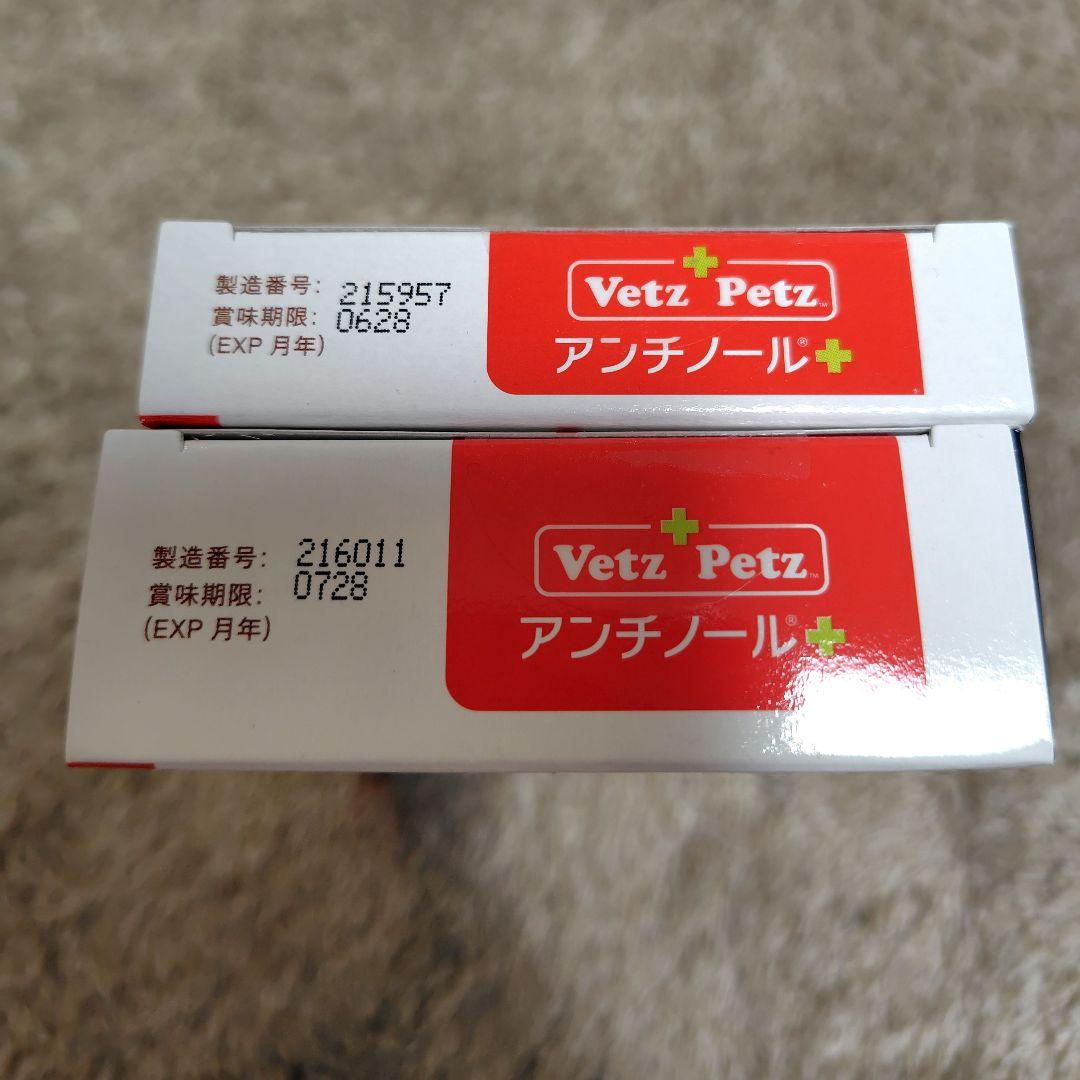 製造番号: 215957
賞味期限: 0628
(EXP 月年)
Vetz Petz™
アンチノール®
製造番号: 216011
賞味期限: 0728
(EXP 月年)
Vetz Petz™
アンチノール®